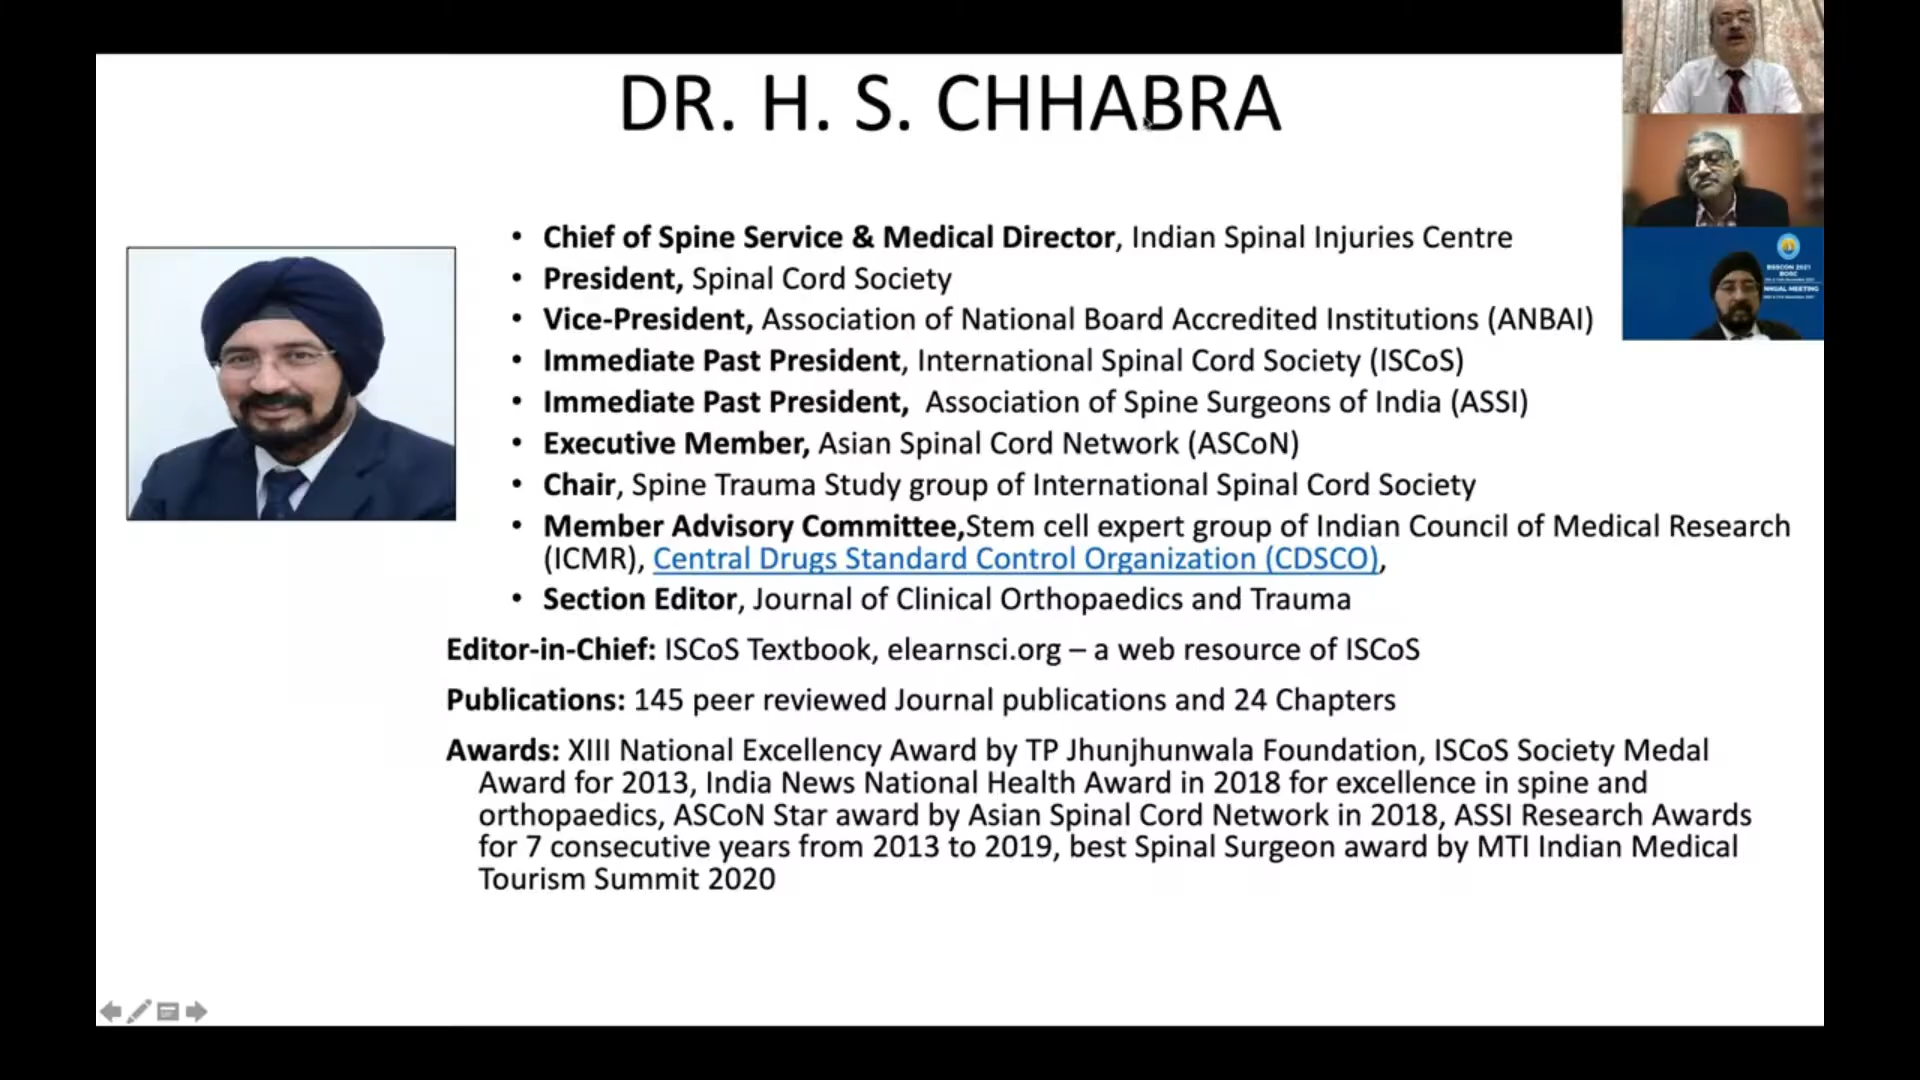 DR. H. S. CHHABRA
• Chief of Spine Service & Medical Director, Indian Spinal Injuries Centre
• President, Spinal Cord Society
• Vice-President, Association of National Board Accredited Institutions (ANBAI)
• Immediate Past President, International Spinal Cord Society (ISCoS)
• Immediate Past President, Association of Spine Surgeons of India (ASSI)
• Executive Member, Asian Spinal Cord Network (ASCoN)
• Chair, Spine Trauma Study group of International Spinal Cord Society
• Member Advisory Committee,Stem cell expert group of Indian Council of Medical Research
(ICMR), Central Drugs Standard Control Organization (CDSCO),
• Section Editor, Journal of Clinical Orthopaedics and Trauma
Editor-in-Chief: ISCoS Textbook, elearnsci.org – a web resource of ISCoS
Publications: 145 peer reviewed Journal publications and 24 Chapters
Awards: XIII National Excellency Award by TP Jhunjhunwala Foundation, ISCoS Society Medal
Award for 2013, India News National Health Award in 2018 for excellence in spine and
orthopaedics, ASCoN Star award by Asian Spinal Cord Network in 2018, ASSI Research Awards
for 7 consecutive years from 2013 to 2019, best Spinal Surgeon award by MTI Indian Medical
Tourism Summit 2020
2021
MEETING